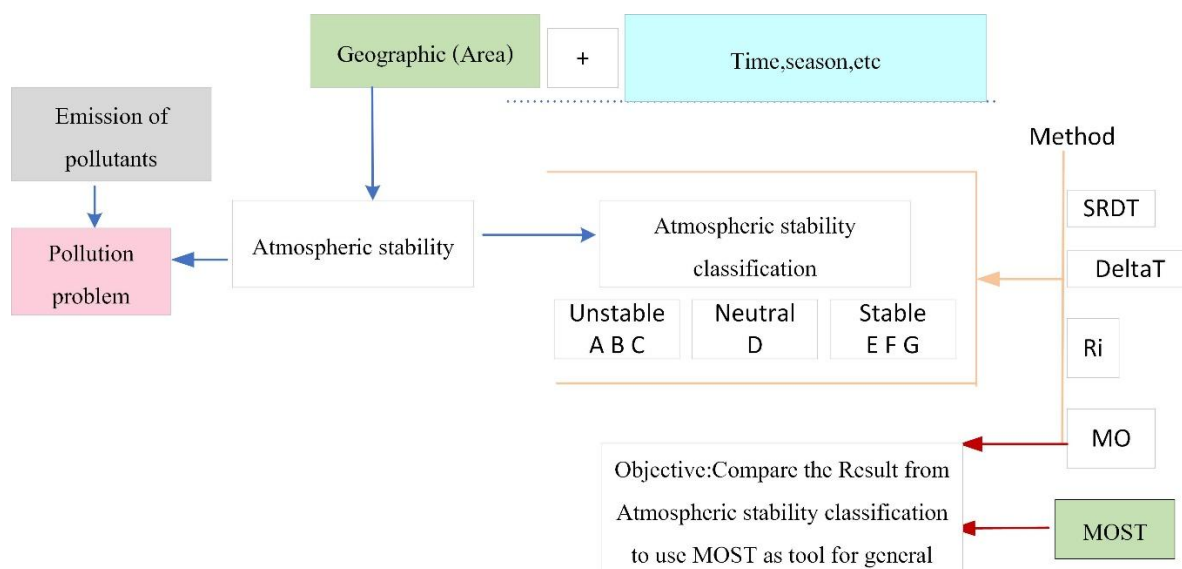 Geographic (Area)
+
Time,season,etc
Emission of
pollutants
Method
SRDT
Atmospheric stability
Atmospheric stability
classification
Pollution
problem
DeltaT
Unstable
A B C
Neutral
D
Stable
E F G
Ri
MO
Objective:Compare the Result from
Atmospheric stability classification
to use MOST as tool for general
MOST